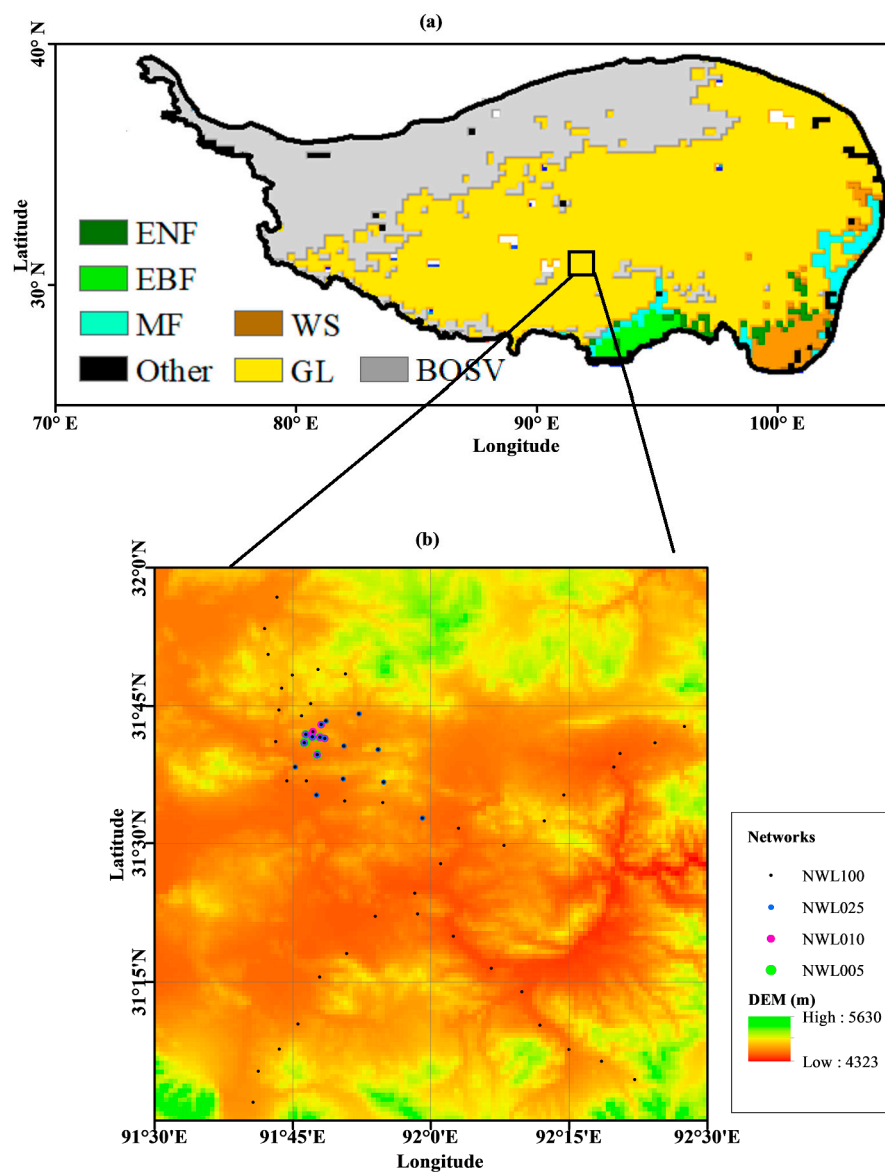 (a)
40° N
Latitude
30° N
ENF
EBF
MF WS
Other GL BOSV
70° E 80° E 90° E 100° E
Longitude
(b)
32°0'N
31°45'N
31°30'N
31°15'N
Latitude
91°30'E 91°45'E 92°0'E 92°15'E 92°30'E
Longitude
Networks
NWL100
NWL025
NWL010
NWL005
DEM (m)
High : 5630
Low : 4323